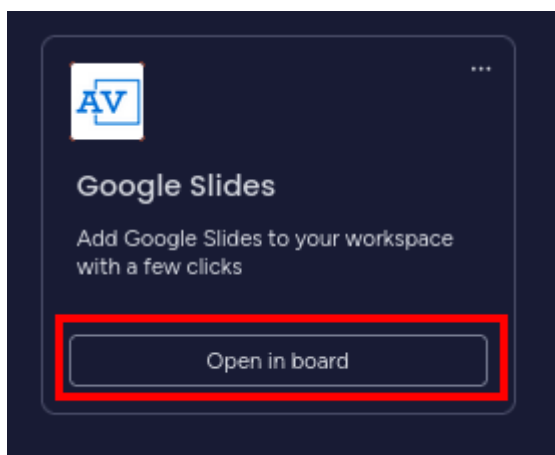 AV
...
Google Slides
Add Google Slides to your workspace
with a few clicks
Open in board